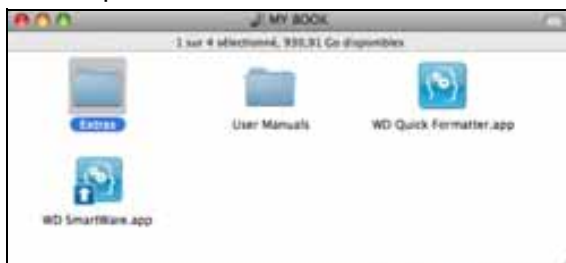 MY BOOK
1 sur 4 sélectionné, 930,91 Go disponibles
Extras
User Manuals
WD Quick Formatter.app
WD SmartWare.app